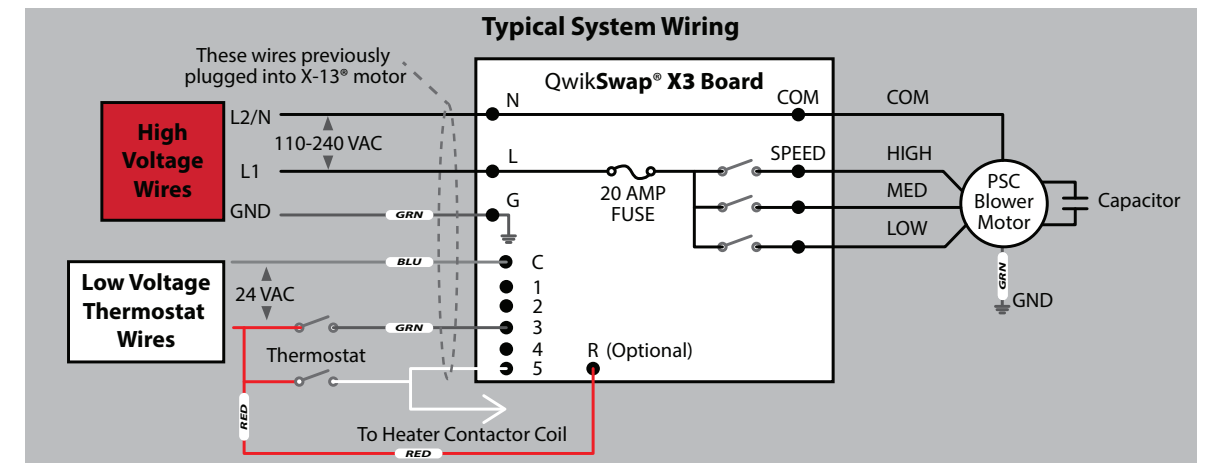 Typical System Wiring
These wires previously
plugged into X-13® motor
QwikSwap® X3 Board
High
Voltage
Wires
L2/N
110-240 VAC
L1
GND
GRN
N
L
G
20 AMP
FUSE
COM
SPEED
COM
HIGH
MED
LOW
PSC
Blower
Motor
Capacitor
GRN
GND
Low Voltage
Thermostat
Wires
BLU
24 VAC
GRN
Thermostat
C
1
2
3
4
5
R (Optional)
RED
To Heater Contactor Coil
RED